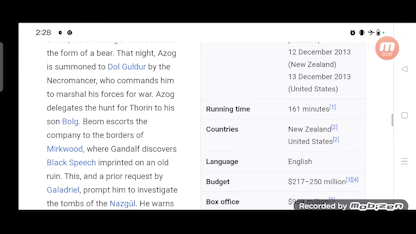 2:28
the form of a bear. That night, Azog
is summoned to Dol Guldur by the
Necromancer, who commands him
to marshal his forces for war. Azog
delegates the hunt for Thorin to his
son Bolg. Beorn escorts the
company to the borders of
Mirkwood, where Gandalf discovers
Black Speech imprinted on an old
ruin. This, and a prior request by
Galadriel, prompt him to investigate
the tombs of the Nazgûl. He warns
12 December 2013
(New Zealand)
13 December 2013
(United States)
Running time 161 minutes[1]
Countries New Zealand[2]
United States[2]
Language English
Budget $217–250 million[3][4]
Box office
Recorded by Mobizen